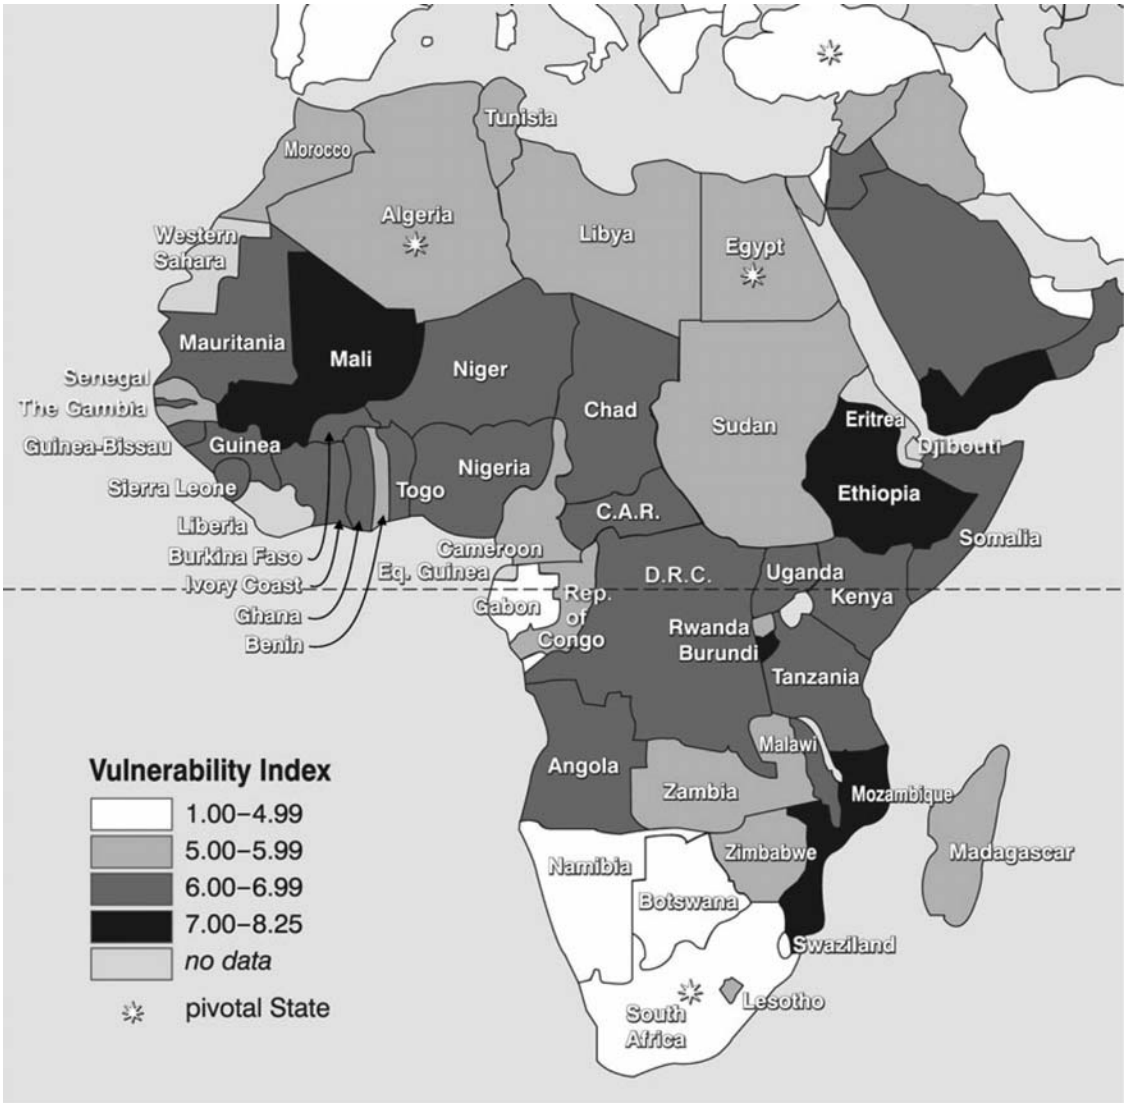 Tunisia
Morocco
Algeria
Western
Sahara
Libya
Egypt
Mauritania
Mali
Niger
Senegal
The Gambia
Chad
Sudan
Eritrea
Guinea-Bissau
Guinea
Djibouti
Nigeria
Sierra Leone
Togo
Ethiopia
Liberia
C.A.R.
Somalia
Burkina Faso
Cameroon
Ivory Coast
Eq. Guinea
D.R.C.
Uganda
Kenya
Ghana
Gabon
Rep.
of
Congo
Benin
Rwanda
Burundi
Tanzania
Angola
Malawi
Zambia
Mozambique
Zimbabwe
Madagascar
Namibia
Botswana
Swaziland
South
Africa
Lesotho
Vulnerability Index
1.00–4.99
5.00–5.99
6.00–6.99
7.00–8.25
no data
pivotal State